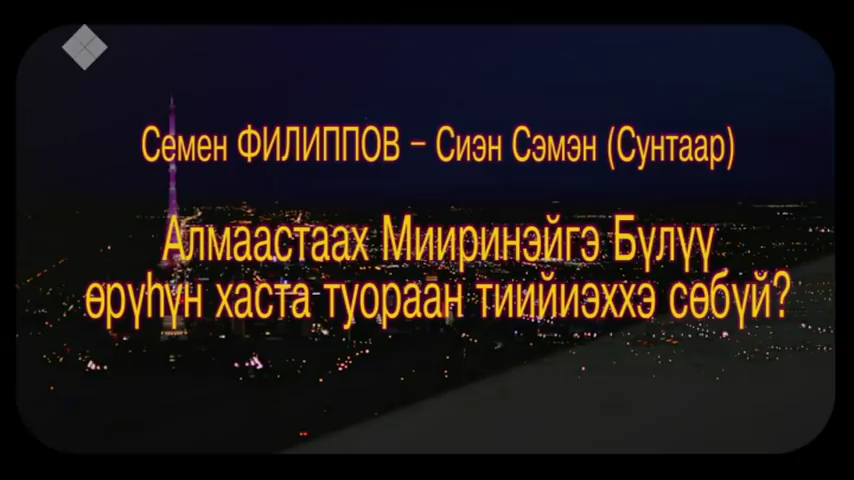 Семен ФИЛИППОВ – Сиэн Сэмэн (Сунтаар)
Алмаастаах Мииринэйгэ Бүлүү
өрүһүн хаста туораан тиийиэххэ сөбүй?